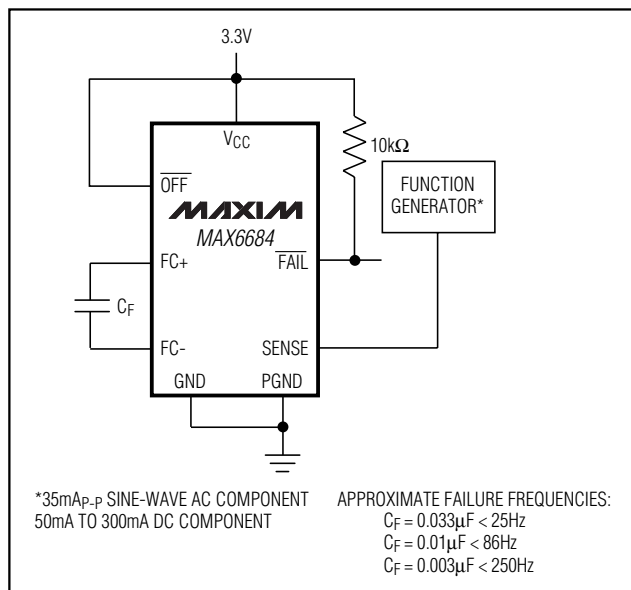 3.3V
VCC
10kΩ
OFF
FUNCTION
GENERATOR*
MAXIM
MAX6684
FC+
FAIL
CF
FC-
SENSE
GND
PGND
*35mAP-P SINE-WAVE AC COMPONENT
50mA TO 300mA DC COMPONENT
APPROXIMATE FAILURE FREQUENCIES:
CF = 0.033μF < 25Hz
CF = 0.01μF < 86Hz
CF = 0.003μF < 250Hz